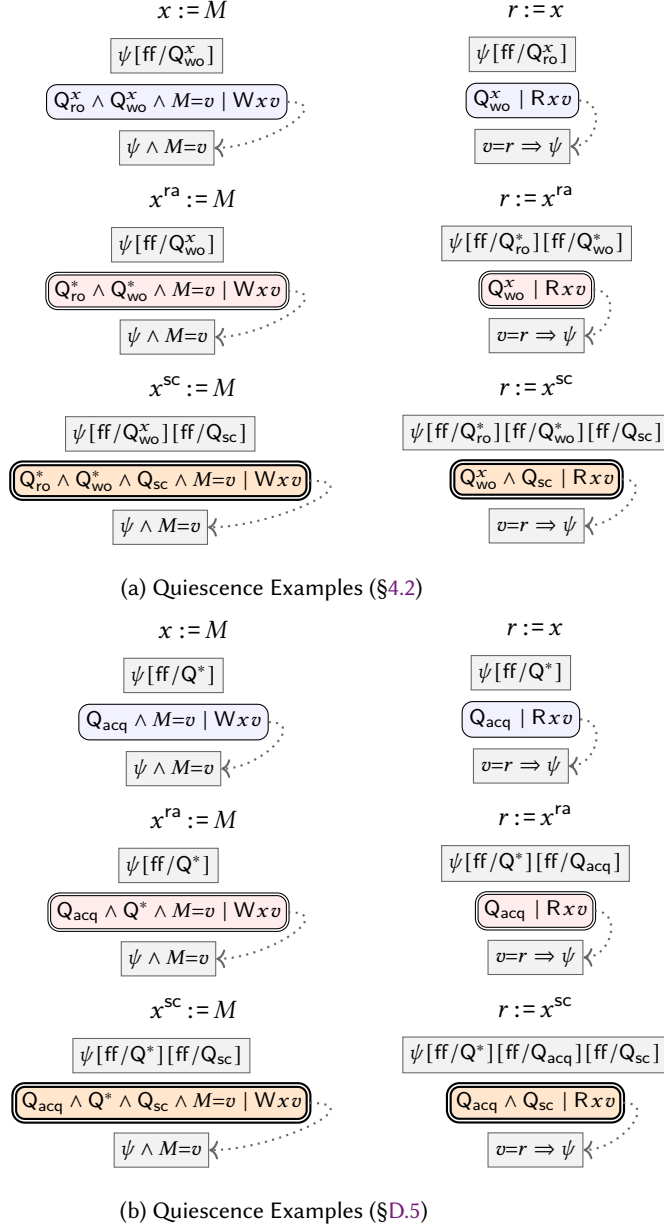 x := M r := x
ψ[ff/Q^x_wo] ψ[ff/Q^x_ro]
Q^x_ro ∧ Q^x_wo ∧ M=v | Wxv Q^x_wo | Rxv
ψ ∧ M=v v=r ⇒ ψ
x^ra := M r := x^ra
ψ[ff/Q^x_wo] ψ[ff/Q^*_ro][ff/Q^*_wo]
Q^*_ro ∧ Q^*_wo ∧ M=v | Wxv Q^x_wo | Rxv
ψ ∧ M=v v=r ⇒ ψ
x^sc := M r := x^sc
ψ[ff/Q^x_wo][ff/Q_sc] ψ[ff/Q^*_ro][ff/Q^*_wo][ff/Q_sc]
Q^*_ro ∧ Q^*_wo ∧ Q_sc ∧ M=v | Wxv Q^x_wo ∧ Q_sc | Rxv
ψ ∧ M=v v=r ⇒ ψ
(a) Quiescence Examples (§4.2)
x := M r := x
ψ[ff/Q^*] ψ[ff/Q^*]
Q_acq ∧ M=v | Wxv Q_acq | Rxv
ψ ∧ M=v v=r ⇒ ψ
x^ra := M r := x^ra
ψ[ff/Q^*] ψ[ff/Q^*][ff/Q_acq]
Q_acq ∧ Q^* ∧ M=v | Wxv Q_acq | Rxv
ψ ∧ M=v v=r ⇒ ψ
x^sc := M r := x^sc
ψ[ff/Q^*][ff/Q_sc] ψ[ff/Q^*][ff/Q_acq][ff/Q_sc]
Q_acq ∧ Q^* ∧ Q_sc ∧ M=v | Wxv Q_acq ∧ Q_sc | Rxv
ψ ∧ M=v v=r ⇒ ψ
(b) Quiescence Examples (§D.5)